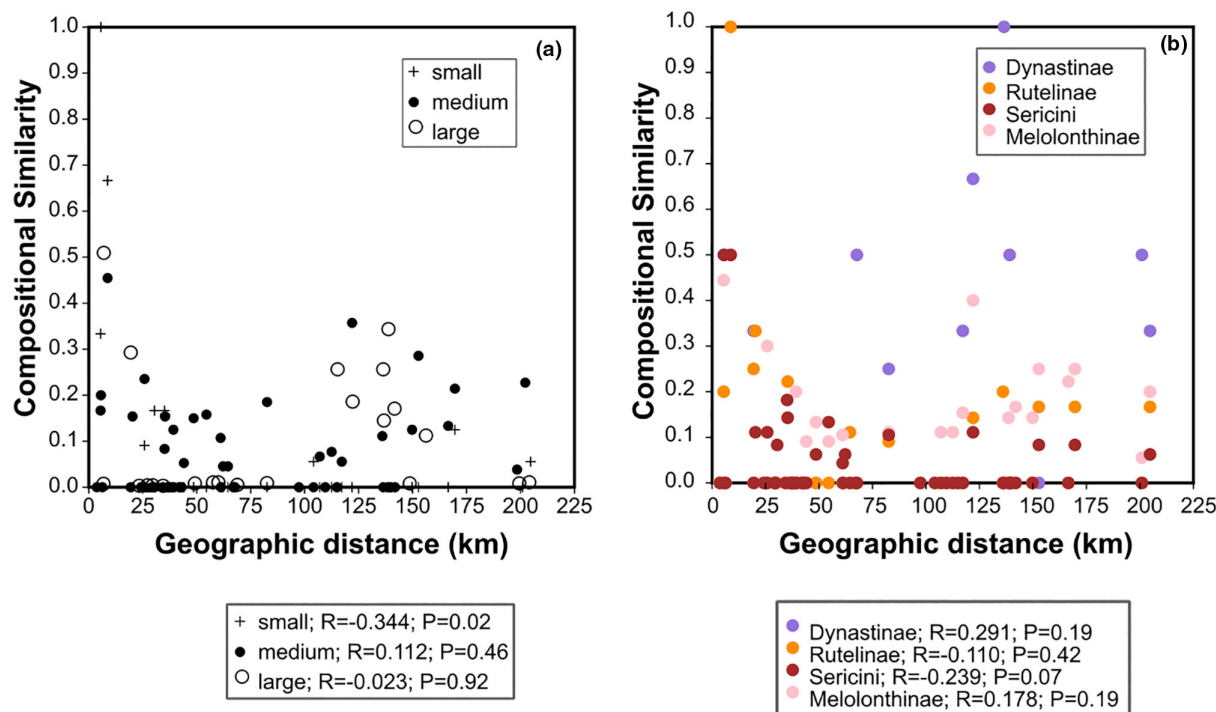 (a)
1.0
0.9
0.8
0.7
0.6
0.5
0.4
0.3
0.2
0.1
0.0
Compositional Similarity
small
medium
large
0 25 50 75 100 125 150 175 200 225
Geographic distance (km)
small; R=-0.344; P=0.02
medium; R=0.112; P=0.46
large; R=-0.023; P=0.92
(b)
1.0
0.9
0.8
0.7
0.6
0.5
0.4
0.3
0.2
0.1
0.0
Compositional Similarity
Dynastinae
Rutelinae
Sericini
Melolonthinae
0 25 50 75 100 125 150 175 200 225
Geographic distance (km)
Dynastinae; R=0.291; P=0.19
Rutelinae; R=-0.110; P=0.42
Sericini; R=-0.239; P=0.07
Melolonthinae; R=0.178; P=0.19